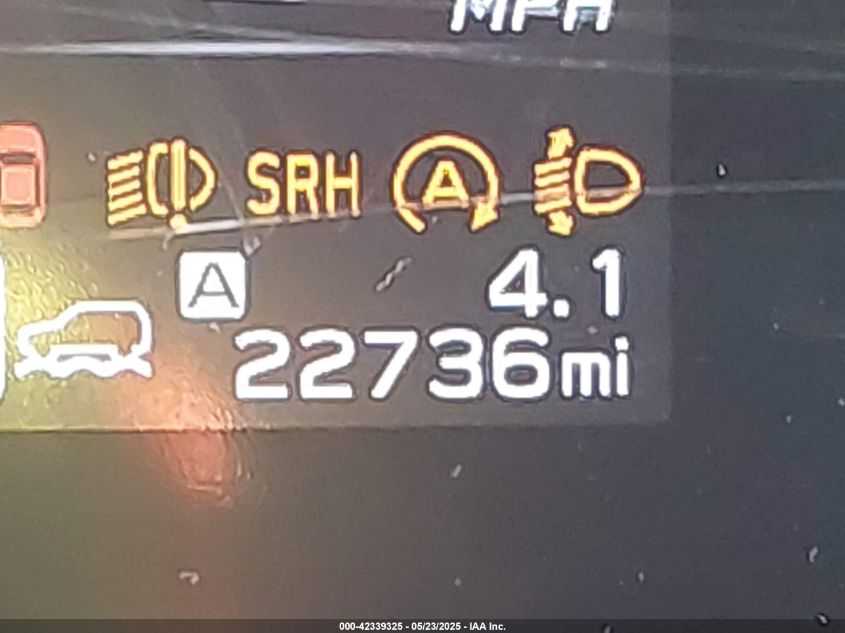 MPH
SRH A
A 4.1
22736mi
000-42339325 - 05/23/2025 - IAA Inc.